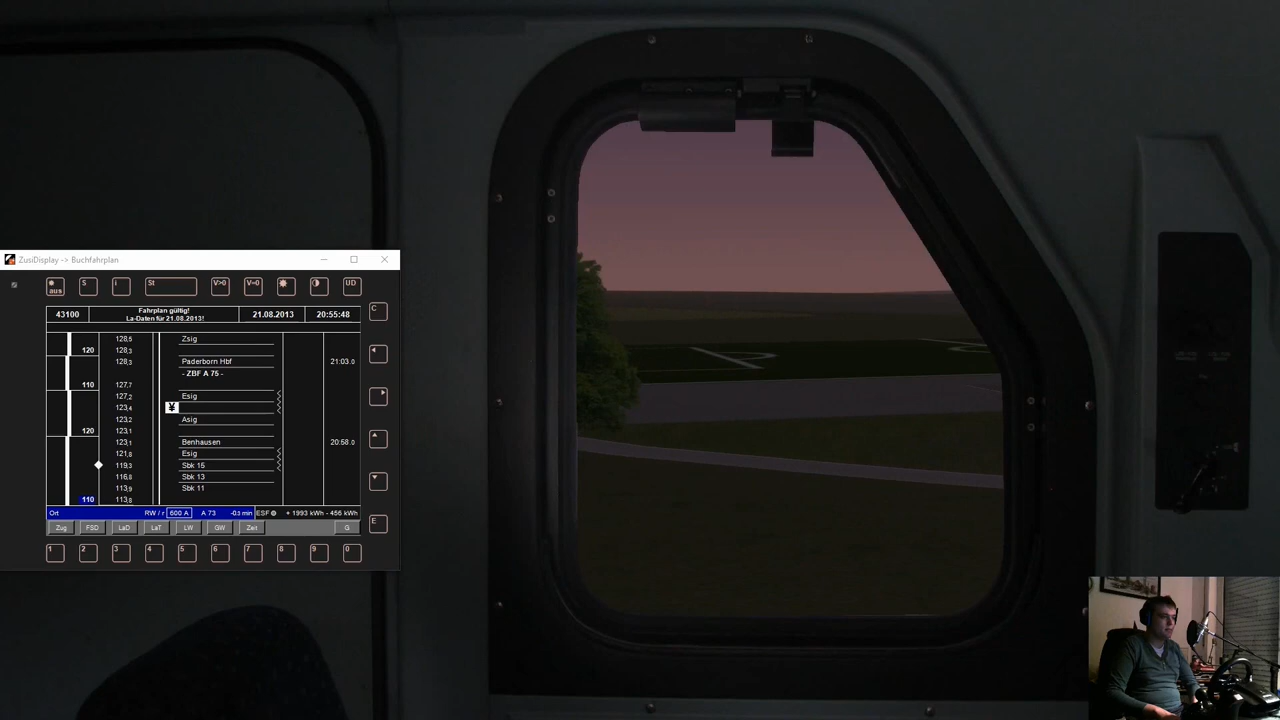 ZusiDisplay -> Buchfahrplan
aus S i St V>0 V=0 UD
43100 Fahrplan gültig! 21.08.2013 20:55:48
La-Daten für 21.08.2013!
C
128,5 Zsig
120 128,3
128,3 Paderborn Hbf 21:03.0
- ZBF A 75 -
110 127,7
127,2 Esig
123,4 ¥
123,2 Asig
120 123,1
123,1 Benhausen 20:58.0
121,8 Esig
119,3 Sbk 15
116,8 Sbk 13
113,9 Sbk 11
110 113,8
Ort RW / r 600 A A 73 -0.3 min ESF + 1993 kWh - 456 kWh
E
Zug FSD LaD LaT LW GW Zeit G
1 2 3 4 5 6 7 8 9 0